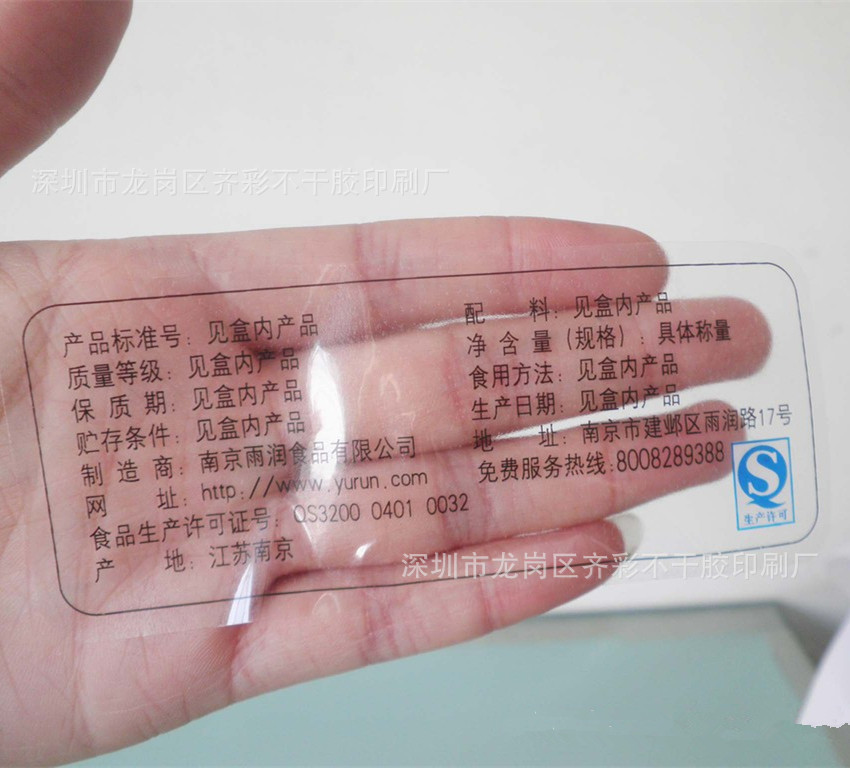 深圳市龙岗区齐彩不干胶印刷厂
产品标准号：见盒内产品
质量等级：见盒内产品
保质期：见盒内产品
贮存条件：见盒内产品
制造商：南京雨润食品有限公司
网址：http://www.yurun.com
食品生产许可证号：QS3200 0401 0032
产地：江苏南京
配料：见盒内产品
净含量（规格）：具体称量
食用方法：见盒内产品
生产日期：见盒内产品
地址：南京市建邺区雨润路17号
免费服务热线:8008289388
S
生产许可
深圳市龙岗区齐彩不干胶印刷厂